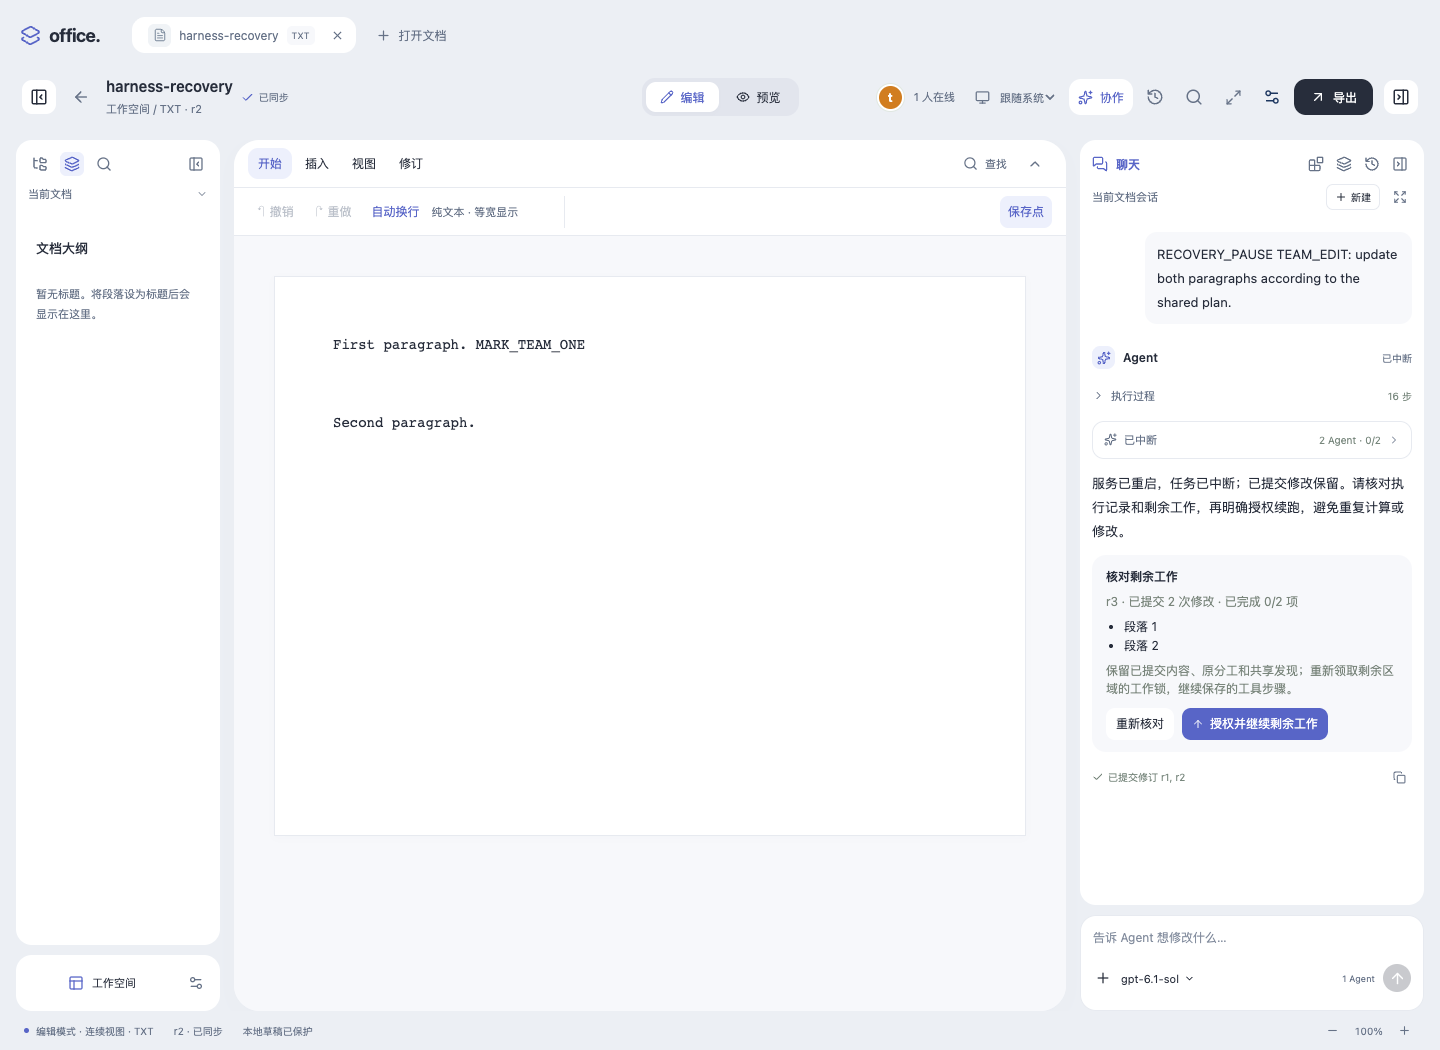 office.
harness-recovery TXT
打开文档
harness-recovery
工作空间 / TXT · r2
已同步
编辑
预览
t
1 人在线
跟随系统
协作
导出
当前文档
文档大纲
暂无标题。将段落设为标题后会
显示在这里。
工作空间
开始 插入 视图 修订
查找
撤销 重做 自动换行 纯文本 · 等宽显示
保存点
First paragraph. MARK_TEAM_ONE
Second paragraph.
聊天
当前文档会话
新建
RECOVERY_PAUSE TEAM_EDIT: update
both paragraphs according to the
shared plan.
Agent 已中断
执行过程 16 步
已中断 2 Agent · 0/2
服务已重启，任务已中断；已提交修改保留。请核对执
行记录和剩余工作，再明确授权续跑，避免重复计算或
修改。
核对剩余工作
r3 · 已提交 2 次修改 · 已完成 0/2 项
• 段落 1
• 段落 2
保留已提交内容、原分工和共享发现；重新领取剩余区
域的工作锁，继续保存的工具步骤。
重新核对 授权并继续剩余工作
已提交修订 r1, r2
告诉 Agent 想修改什么...
gpt-6.1-sol
1 Agent
编辑模式 · 连续视图 · TXT r2 · 已同步 本地草稿已保护
100%